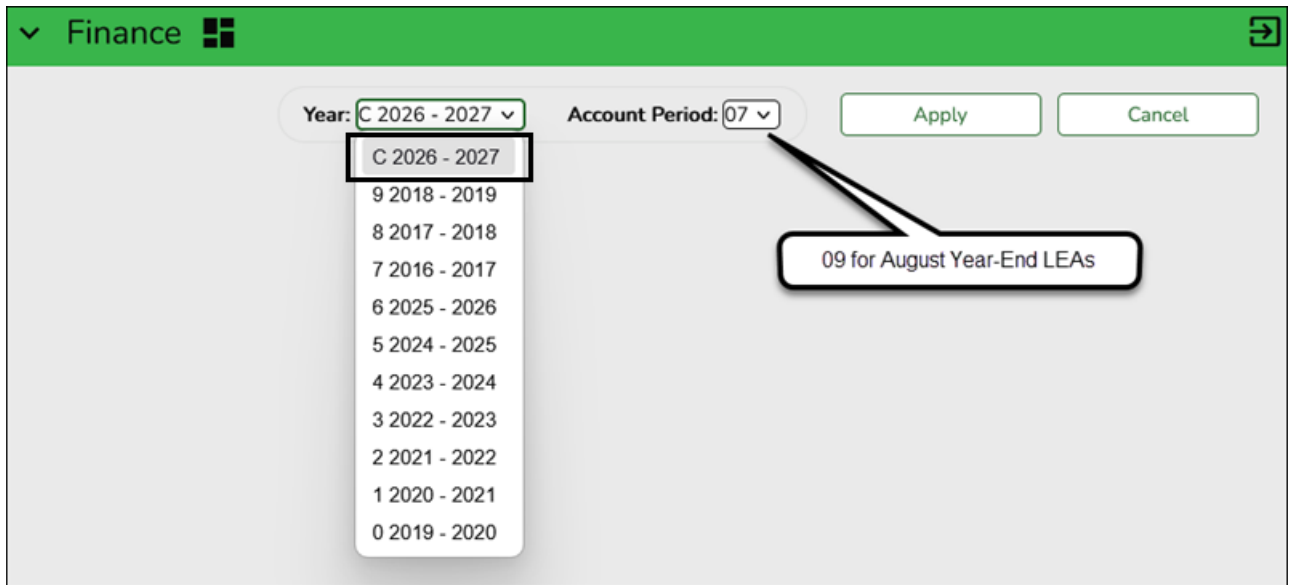 Finance
Year: C 2026 - 2027 Account Period: 07 Apply Cancel
C 2026 - 2027
9 2018 - 2019
8 2017 - 2018
7 2016 - 2017
6 2025 - 2026
5 2024 - 2025
4 2023 - 2024
3 2022 - 2023
2 2021 - 2022
1 2020 - 2021
0 2019 - 2020
09 for August Year-End LEAs